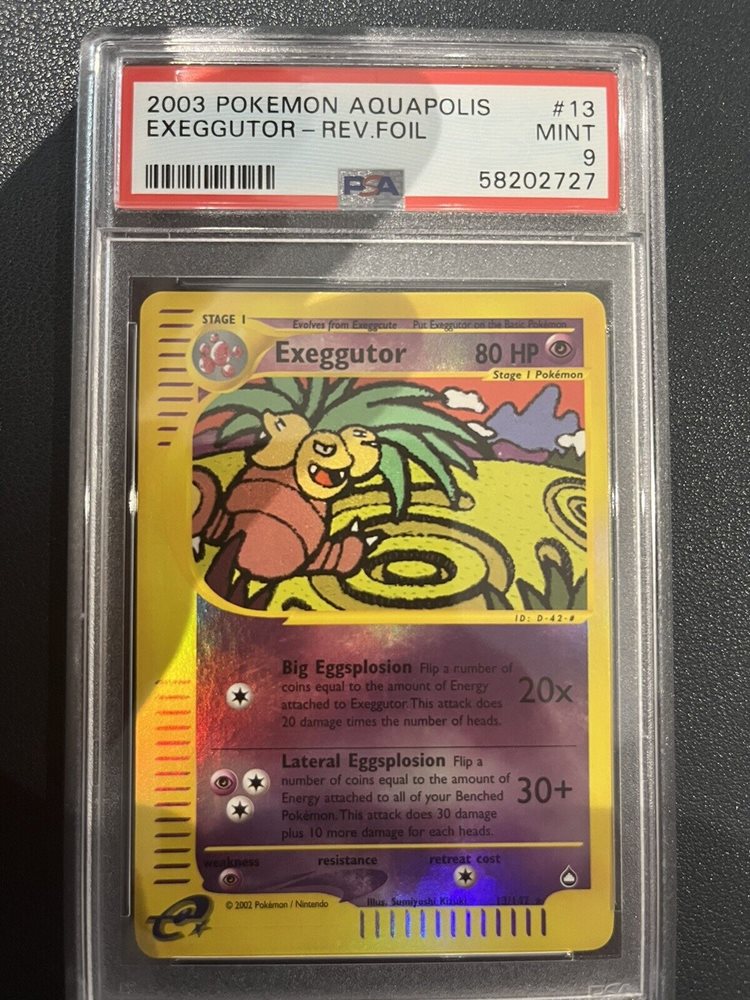 2003 POKEMON AQUAPOLIS #13
EXEGGUTOR - REV.FOIL MINT
9
PSA 58202727
STAGE 1 Evolves from Exeggcute Put Exeggutor on the Basic Pokémon
Exeggutor 80 HP
Stage 1 Pokémon
ID: D-42-#
Big Eggsplosion Flip a number of
coins equal to the amount of Energy
attached to Exeggutor. This attack does
20 damage times the number of heads.
20x
Lateral Eggsplosion Flip a
number of coins equal to the amount of
Energy attached to all of your Benched
Pokémon. This attack does 30 damage
plus 10 more damage for each heads.
30+
weakness resistance retreat cost
© 2002 Pokémon / Nintendo Illus. Sumiyoshi Kizuki 13/147
e
PSA